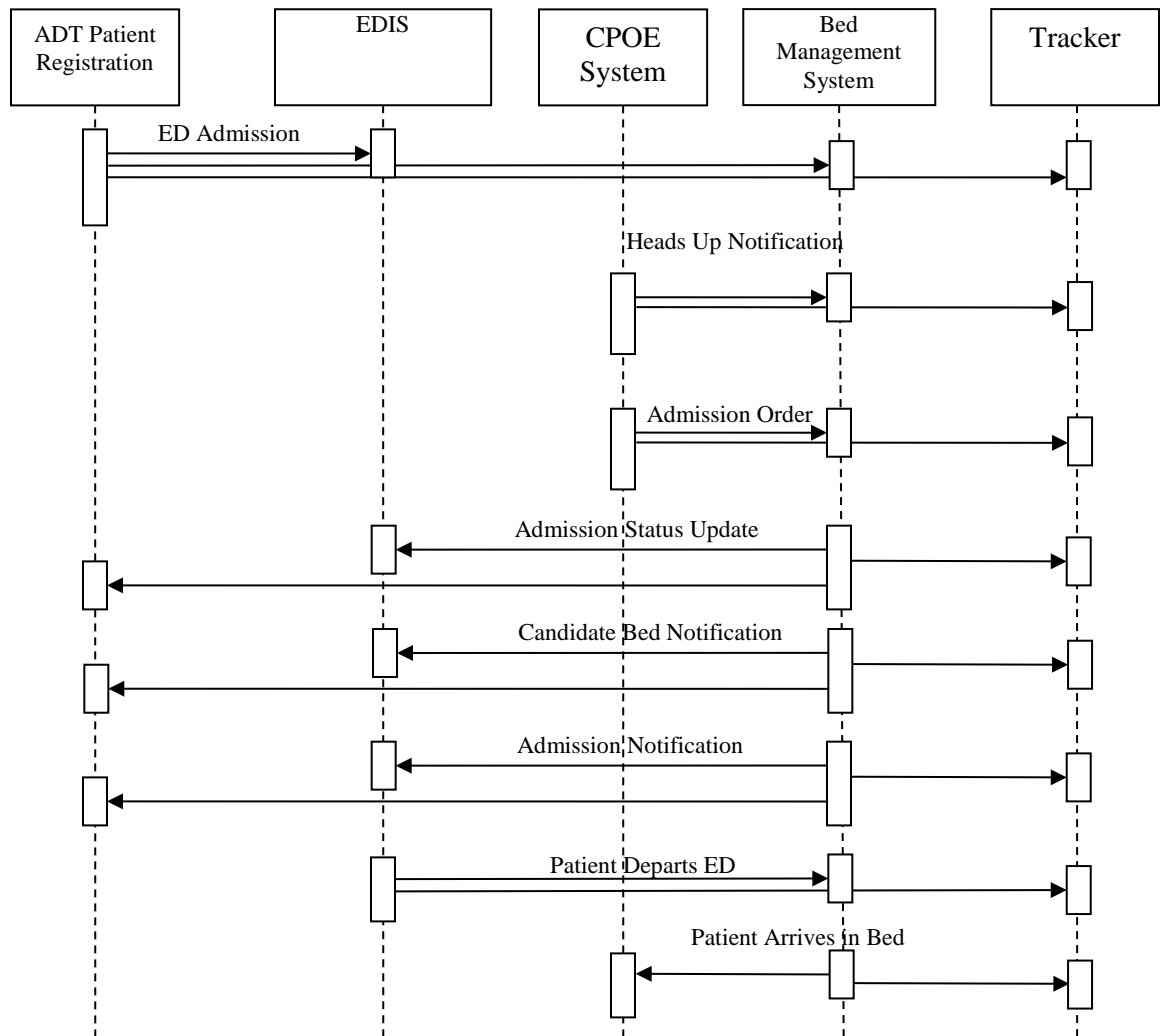 ADT Patient
Registration
EDIS
CPOE
System
Bed
Management
System
Tracker
ED Admission
Heads Up Notification
Admission Order
Admission Status Update
Candidate Bed Notification
Admission Notification
Patient Departs ED
Patient Arrives in Bed